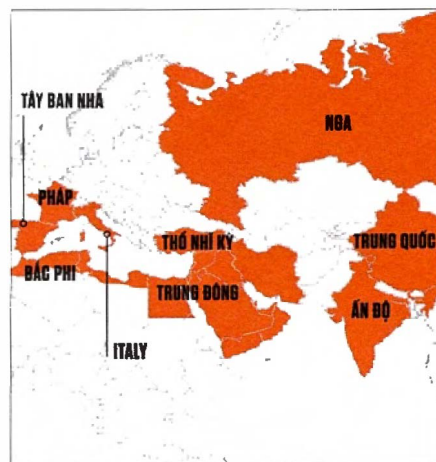 TÂY BAN NHA
NGA
PHÁP
THỔ NHĨ KỲ
TRUNG QUỐC
BẮC PHI
TRUNG ĐÔNG
ẤN ĐỘ
ITALY